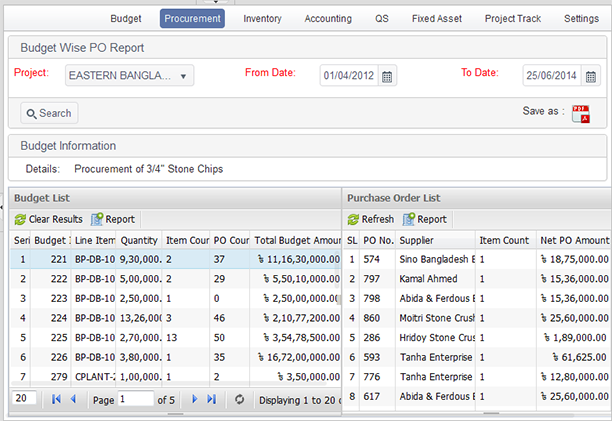 Budget Procurement Inventory Accounting QS Fixed Asset Project Track Settings
Budget Wise PO Report
Project: EASTERN BANGLA... From Date: 01/04/2012 To Date: 25/06/2014
Search Save as : PDF
Budget Information
Details: Procurement of 3/4" Stone Chips
Budget List
Clear Results Report
Seri Budget Line Item Quantity Item Cour PO Cour Total Budget Amour
1 221 BP-DB-10 9,30,000. 2 37 ৳ 11,16,30,000.00
2 222 BP-DB-10 5,00,000. 2 29 ৳ 5,50,10,000.00
3 223 BP-DB-10 2,50,000. 1 0 ৳ 2,50,00,000.00
4 224 BP-DB-10 13,26,00 3 46 ৳ 2,10,77,200.00
5 225 BP-DB-10 2,70,000. 13 50 ৳ 3,54,78,500.00
6 226 BP-DB-10 3,80,000. 1 35 ৳ 16,72,00,000.00
7 279 CPLANT-2 1,00,000. 1 2 ৳ 3,50,000.00
20 Page 1 of 5 Displaying 1 to 20
Purchase Order List
Refresh Report
SL PO No. Supplier Item Count Net PO Amount
1 574 Sino Bangladesh E 1 ৳ 18,75,000.00
2 797 Kamal Ahmed 1 ৳ 15,36,000.00
3 798 Abida & Ferdous E 1 ৳ 15,36,000.00
4 860 Moitri Stone Crush 1 ৳ 25,60,000.00
5 286 Hridoy Stone Crus 1 ৳ 1,89,000.00
6 593 Tanha Enterprise 1 ৳ 61,625.00
7 776 Tanha Enterprise 1 ৳ 12,80,000.00
8 617 Abida & Ferdous E 1 ৳ 25,60,000.00